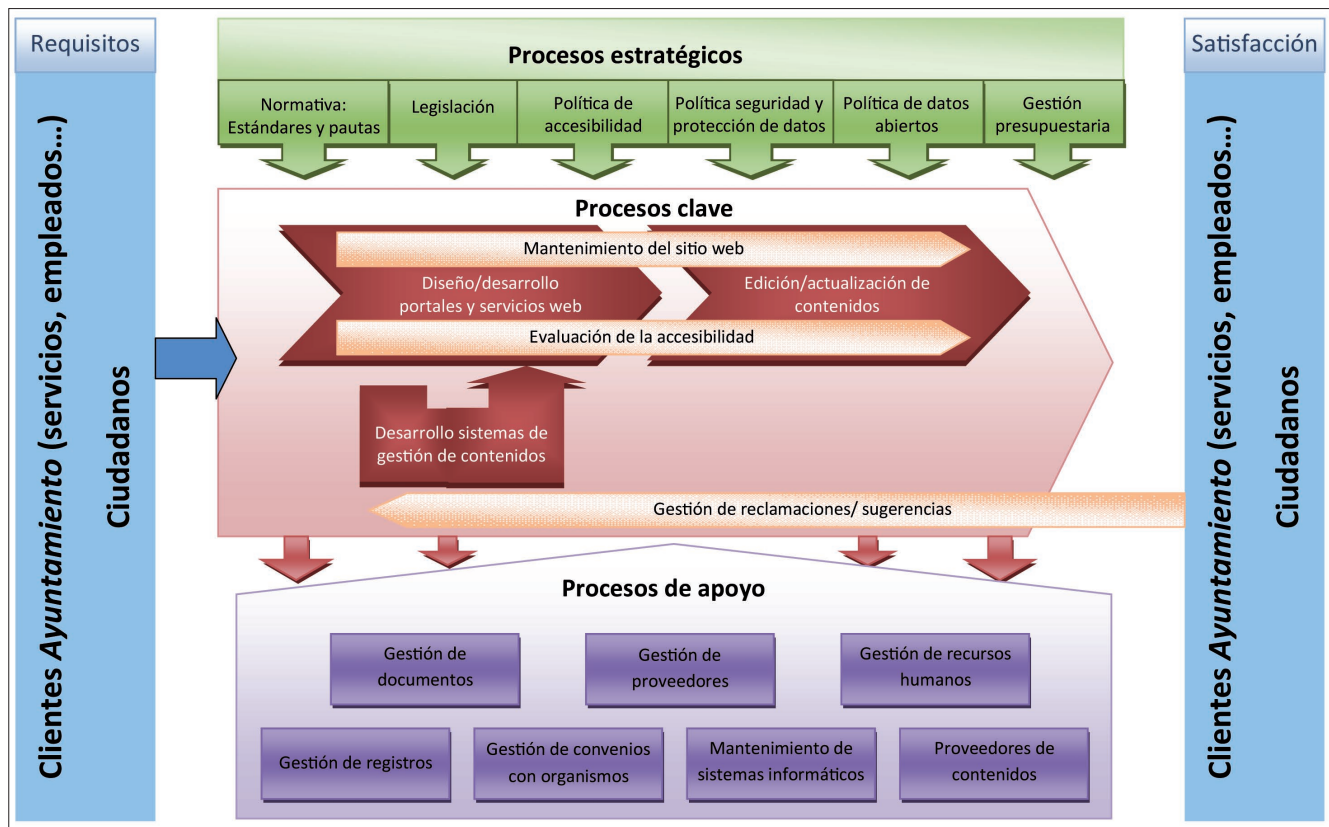 Requisitos
Clientes Ayuntamiento (servicios, empleados...)
Ciudadanos
Procesos estratégicos
Normativa:
Estándares y pautas
Legislación
Política de
accesibilidad
Política seguridad y
protección de datos
Política de datos
abiertos
Gestión
presupuestaria
Procesos clave
Mantenimiento del sitio web
Diseño/desarrollo
portales y servicios web
Edición/actualización de
contenidos
Evaluación de la accesibilidad
Desarrollo sistemas de
gestión de contenidos
Gestión de reclamaciones/ sugerencias
Procesos de apoyo
Gestión de
documentos
Gestión de
proveedores
Gestión de recursos
humanos
Gestión de registros
Gestión de convenios
con organismos
Mantenimiento de
sistemas informáticos
Proveedores de
contenidos
Satisfacción
Clientes Ayuntamiento (servicios, empleados...)
Ciudadanos